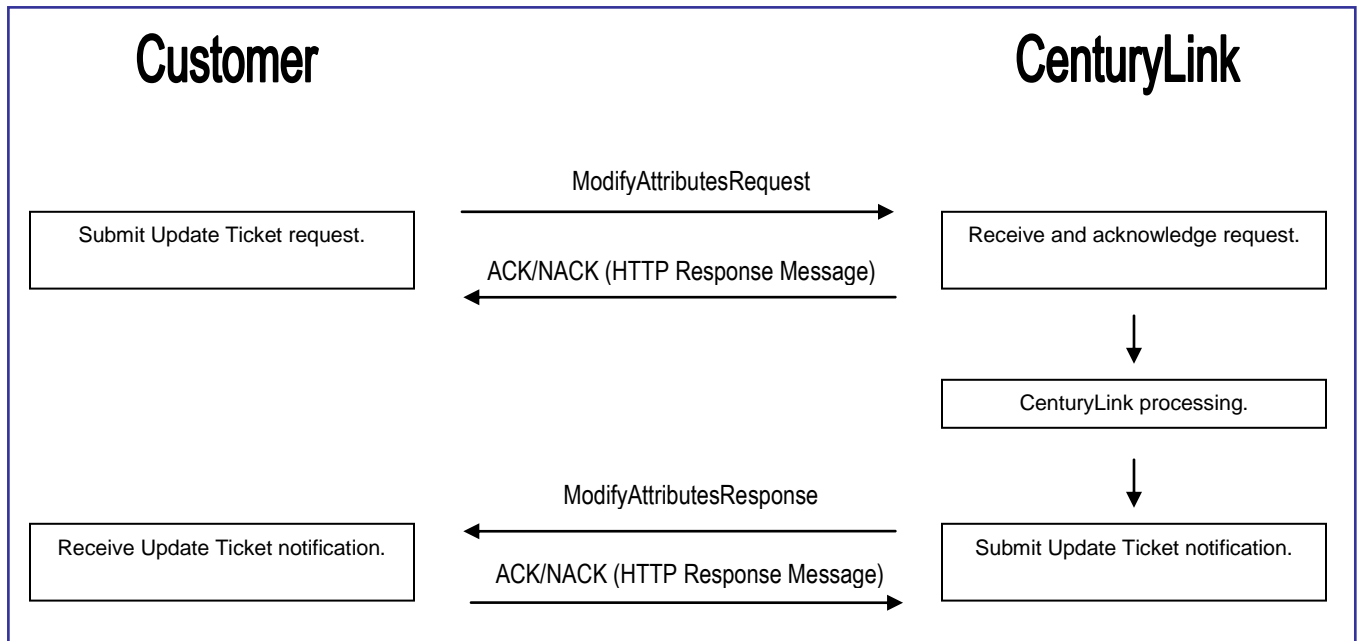 Customer
CenturyLink
ModifyAttributesRequest
Submit Update Ticket request.
Receive and acknowledge request.
ACK/NACK (HTTP Response Message)
CenturyLink processing.
ModifyAttributesResponse
Receive Update Ticket notification.
Submit Update Ticket notification.
ACK/NACK (HTTP Response Message)